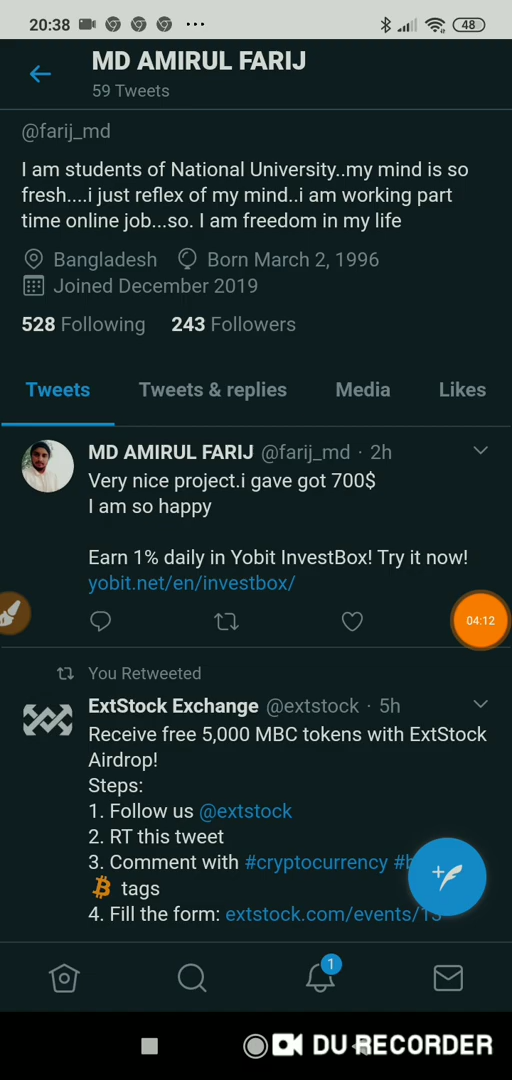 20:38 ... 48
MD AMIRUL FARIJ
59 Tweets
@farij_md
I am students of National University..my mind is so
fresh....i just reflex of my mind..i am working part
time online job...so. I am freedom in my life
Bangladesh Born March 2, 1996
Joined December 2019
528 Following 243 Followers
Tweets Tweets & replies Media Likes
MD AMIRUL FARIJ @farij_md · 2h
Very nice project.i gave got 700$
I am so happy
Earn 1% daily in Yobit InvestBox! Try it now!
yobit.net/en/investbox/
04:12
You Retweeted
ExtStock Exchange @extstock · 5h
Receive free 5,000 MBC tokens with ExtStock
Airdrop!
Steps:
1. Follow us @extstock
2. RT this tweet
3. Comment with #cryptocurrency
tags
4. Fill the form: extstock.com/events/13
1
DU RECORDER